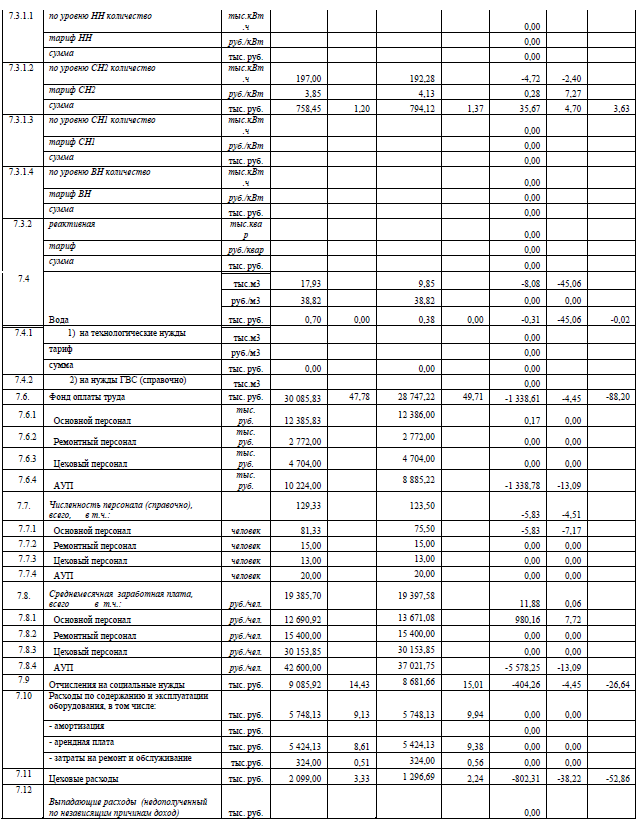 7.3.1.1 по уровню НН количество тыс.кВт
.ч 0,00
тариф НН руб./кВт 0,00
сумма тыс. руб. 0,00
7.3.1.2 по уровню СН2 количество тыс.кВт
.ч 197,00 192,28 -4,72 -2,40
тариф СН2 руб./кВт 3,85 4,13 0,28 7,27
сумма тыс. руб. 758,45 1,20 794,12 1,37 35,67 4,70 3,63
7.3.1.3 по уровню СН1 количество тыс.кВт
.ч 0,00
тариф СН1 руб./кВт 0,00
сумма тыс. руб. 0,00
7.3.1.4 по уровню ВН количество тыс.кВт
.ч 0,00
тариф ВН руб./кВт 0,00
сумма тыс. руб. 0,00
7.3.2 реактивная тыс.ква
р 0,00
тариф руб./квар 0,00
сумма тыс. руб. 0,00
7.4 тыс.м3 17,93 9,85 -8,08 -45,06
руб./м3 38,82 38,82 0,00 0,00
Вода тыс. руб. 0,70 0,00 0,38 0,00 -0,31 -45,06 -0,02
7.4.1 1) на технологические нужды тыс.м3 0,00
тариф руб./м3 0,00
сумма тыс. руб. 0,00 0,00 0,00
7.4.2 2) на нужды ГВС (справочно) тыс.м3 0,00
7.6. Фонд оплаты труда тыс. руб. 30 085,83 47,78 28 747,22 49,71 -1 338,61 -4,45 -88,20
7.6.1 Основной персонал тыс.
руб. 12 385,83 12 386,00 0,17 0,00
7.6.2 Ремонтный персонал тыс.
руб. 2 772,00 2 772,00 0,00 0,00
7.6.3 Цеховый персонал тыс.
руб. 4 704,00 4 704,00 0,00 0,00
7.6.4 АУП тыс.
руб. 10 224,00 8 885,22 -1 338,78 -13,09
7.7. Численность персонала (справочно),
всего, в т.ч.: 129,33 123,50 -5,83 -4,51
7.7.1 Основной персонал человек 81,33 75,50 -5,83 -7,17
7.7.2 Ремонтный персонал человек 15,00 15,00 0,00 0,00
7.7.3 Цеховый персонал человек 13,00 13,00 0,00 0,00
7.7.4 АУП человек 20,00 20,00 0,00 0,00
7.8. Среднемесячная заработная плата,
всего в т.ч.: руб./чел. 19 385,70 19 397,58 11,88 0,06
7.8.1 Основной персонал руб./чел. 12 690,92 13 671,08 980,16 7,72
7.8.2 Ремонтный персонал руб./чел. 15 400,00 15 400,00 0,00 0,00
7.8.3 Цеховый персонал руб./чел. 30 153,85 30 153,85 0,00 0,00
7.8.4 АУП руб./чел. 42 600,00 37 021,75 -5 578,25 -13,09
7.9 Отчисления на социальные нужды тыс. руб. 9 085,92 14,43 8 681,66 15,01 -404,26 -4,45 -26,64
7.10 Расходы по содержанию и эксплуатации
оборудования, в том числе: тыс. руб. 5 748,13 9,13 5 748,13 9,94 0,00 0,00
- амортизация тыс. руб. 0,00
- арендная плата тыс. руб. 5 424,13 8,61 5 424,13 9,38 0,00 0,00
- затраты на ремонт и обслуживание тыс.руб. 324,00 0,51 324,00 0,56 0,00 0,00
7.11 Цеховые расходы тыс. руб. 2 099,00 3,33 1 296,69 2,24 -802,31 -38,22 -52,86
7.12 Выпадающие расходы (недополученный
по независящим причинам доход) тыс. руб. 0,00